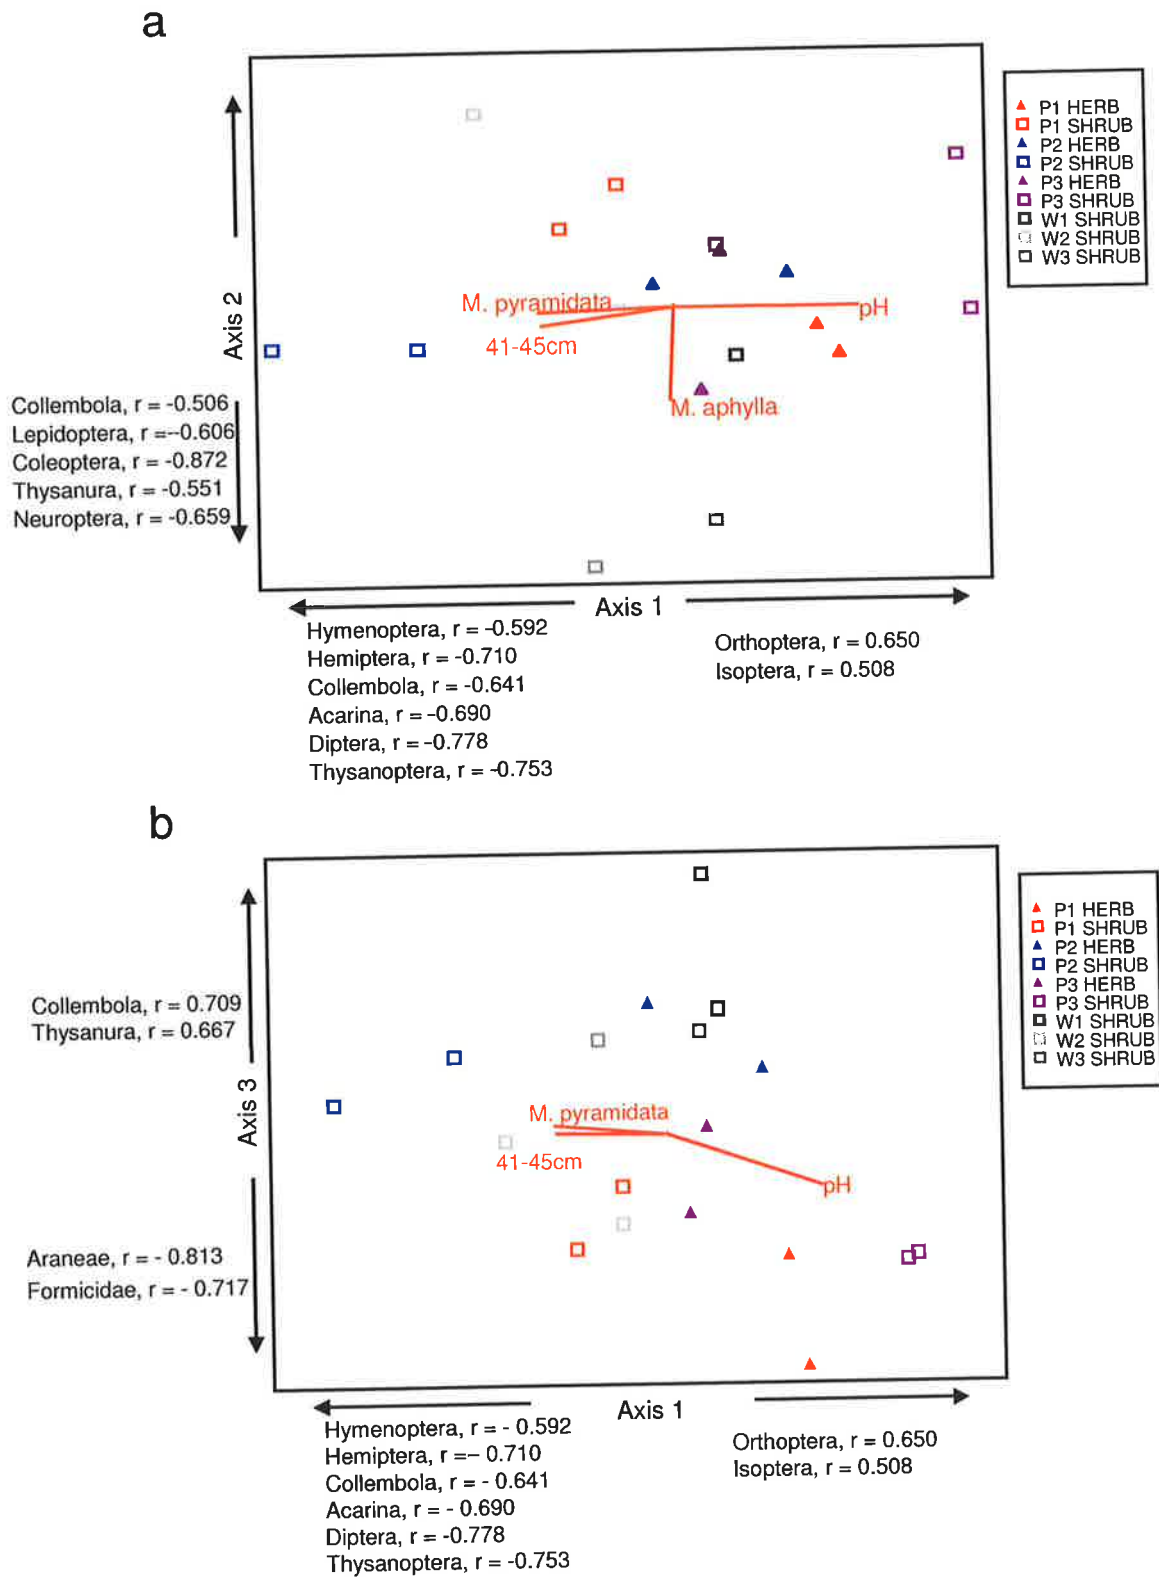 a
P1 HERB
P1 SHRUB
P2 HERB
P2 SHRUB
P3 HERB
P3 SHRUB
W1 SHRUB
W2 SHRUB
W3 SHRUB
Axis 2
M. pyramidata
pH
41-45cm
M. aphylla
Collembola, r = -0.506
Lepidoptera, r =--0.606
Coleoptera, r = -0.872
Thysanura, r = -0.551
Neuroptera, r = -0.659
Axis 1
Hymenoptera, r = -0.592
Hemiptera, r = -0.710
Collembola, r = -0.641
Acarina, r = -0.690
Diptera, r = -0.778
Thysanoptera, r = -0.753
Orthoptera, r = 0.650
Isoptera, r = 0.508
b
P1 HERB
P1 SHRUB
P2 HERB
P2 SHRUB
P3 HERB
P3 SHRUB
W1 SHRUB
W2 SHRUB
W3 SHRUB
Collembola, r = 0.709
Thysanura, r = 0.667
Axis 3
M. pyramidata
41-45cm
pH
Araneae, r = - 0.813
Formicidae, r = - 0.717
Axis 1
Hymenoptera, r = - 0.592
Hemiptera, r =– 0.710
Collembola, r = - 0.641
Acarina, r = - 0.690
Diptera, r = -0.778
Thysanoptera, r = -0.753
Orthoptera, r = 0.650
Isoptera, r = 0.508